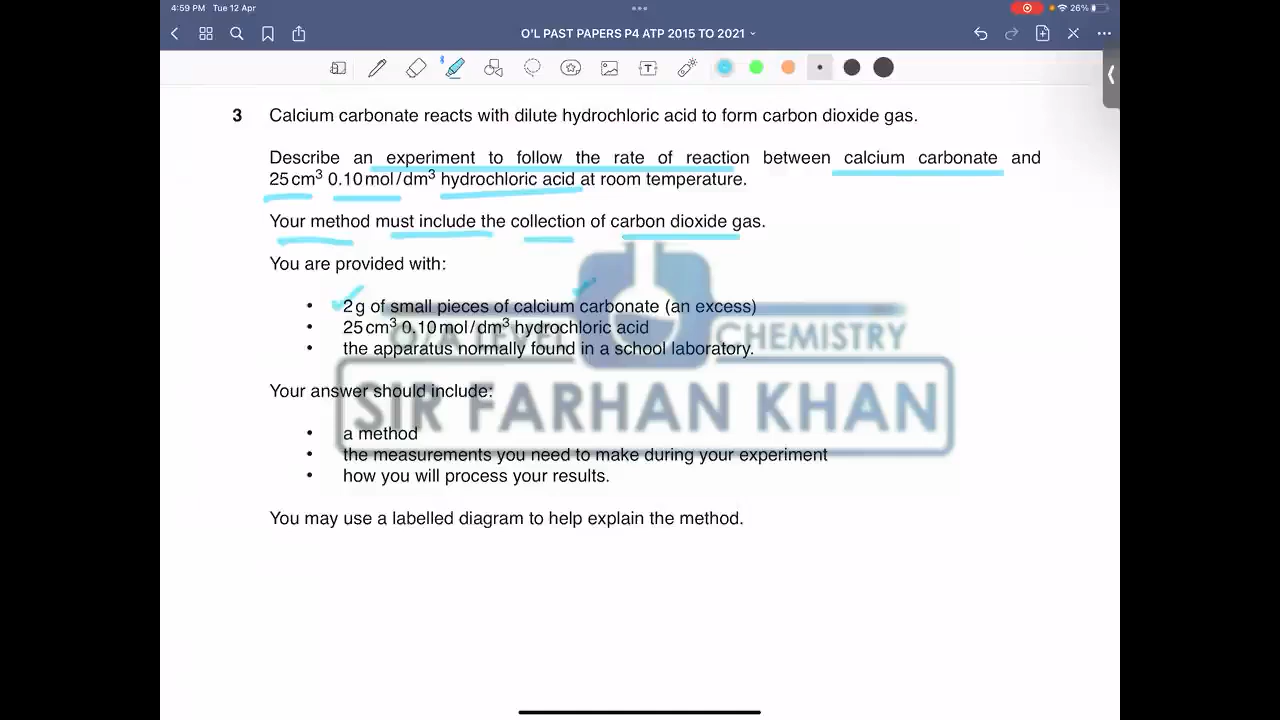 4:59 PM Tue 12 Apr
26%
O'L PAST PAPERS P4 ATP 2015 TO 2021
3 Calcium carbonate reacts with dilute hydrochloric acid to form carbon dioxide gas.
Describe an experiment to follow the rate of reaction between calcium carbonate and
25 cm³ 0.10 mol/dm³ hydrochloric acid at room temperature.
Your method must include the collection of carbon dioxide gas.
You are provided with:
• 2 g of small pieces of calcium carbonate (an excess)
• 25 cm³ 0.10 mol/dm³ hydrochloric acid
O/A LEVEL CHEMISTRY
• the apparatus normally found in a school laboratory.
Your answer should include:
SIR FARHAN KHAN
• a method
• the measurements you need to make during your experiment
• how you will process your results.
You may use a labelled diagram to help explain the method.